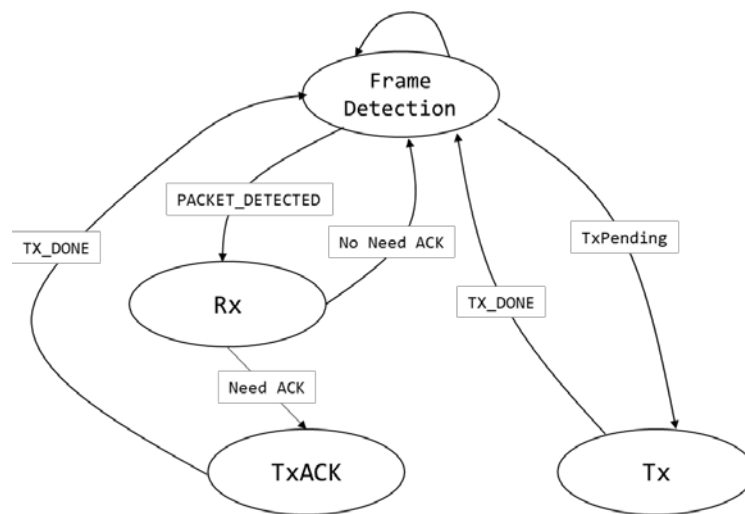 Frame
Detection
PACKET_DETECTED
TX_DONE
No Need ACK
TxPending
Rx
TX_DONE
Need ACK
TxACK
Tx